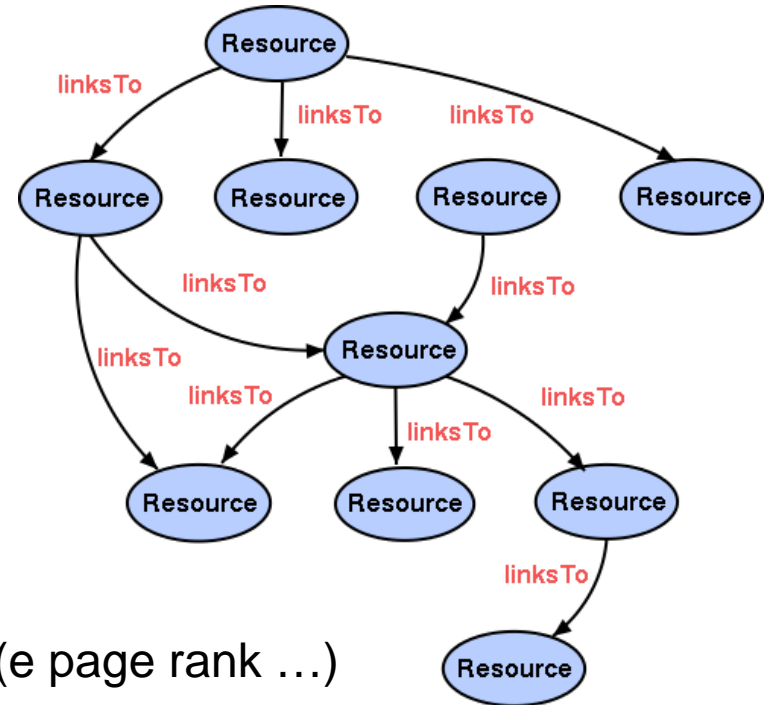 Resource
linksTo
linksTo linksTo
Resource Resource Resource Resource
linksTo linksTo
Resource
linksTo
linksTo linksTo
linksTo
Resource Resource Resource
linksTo
(e page rank …)
Resource